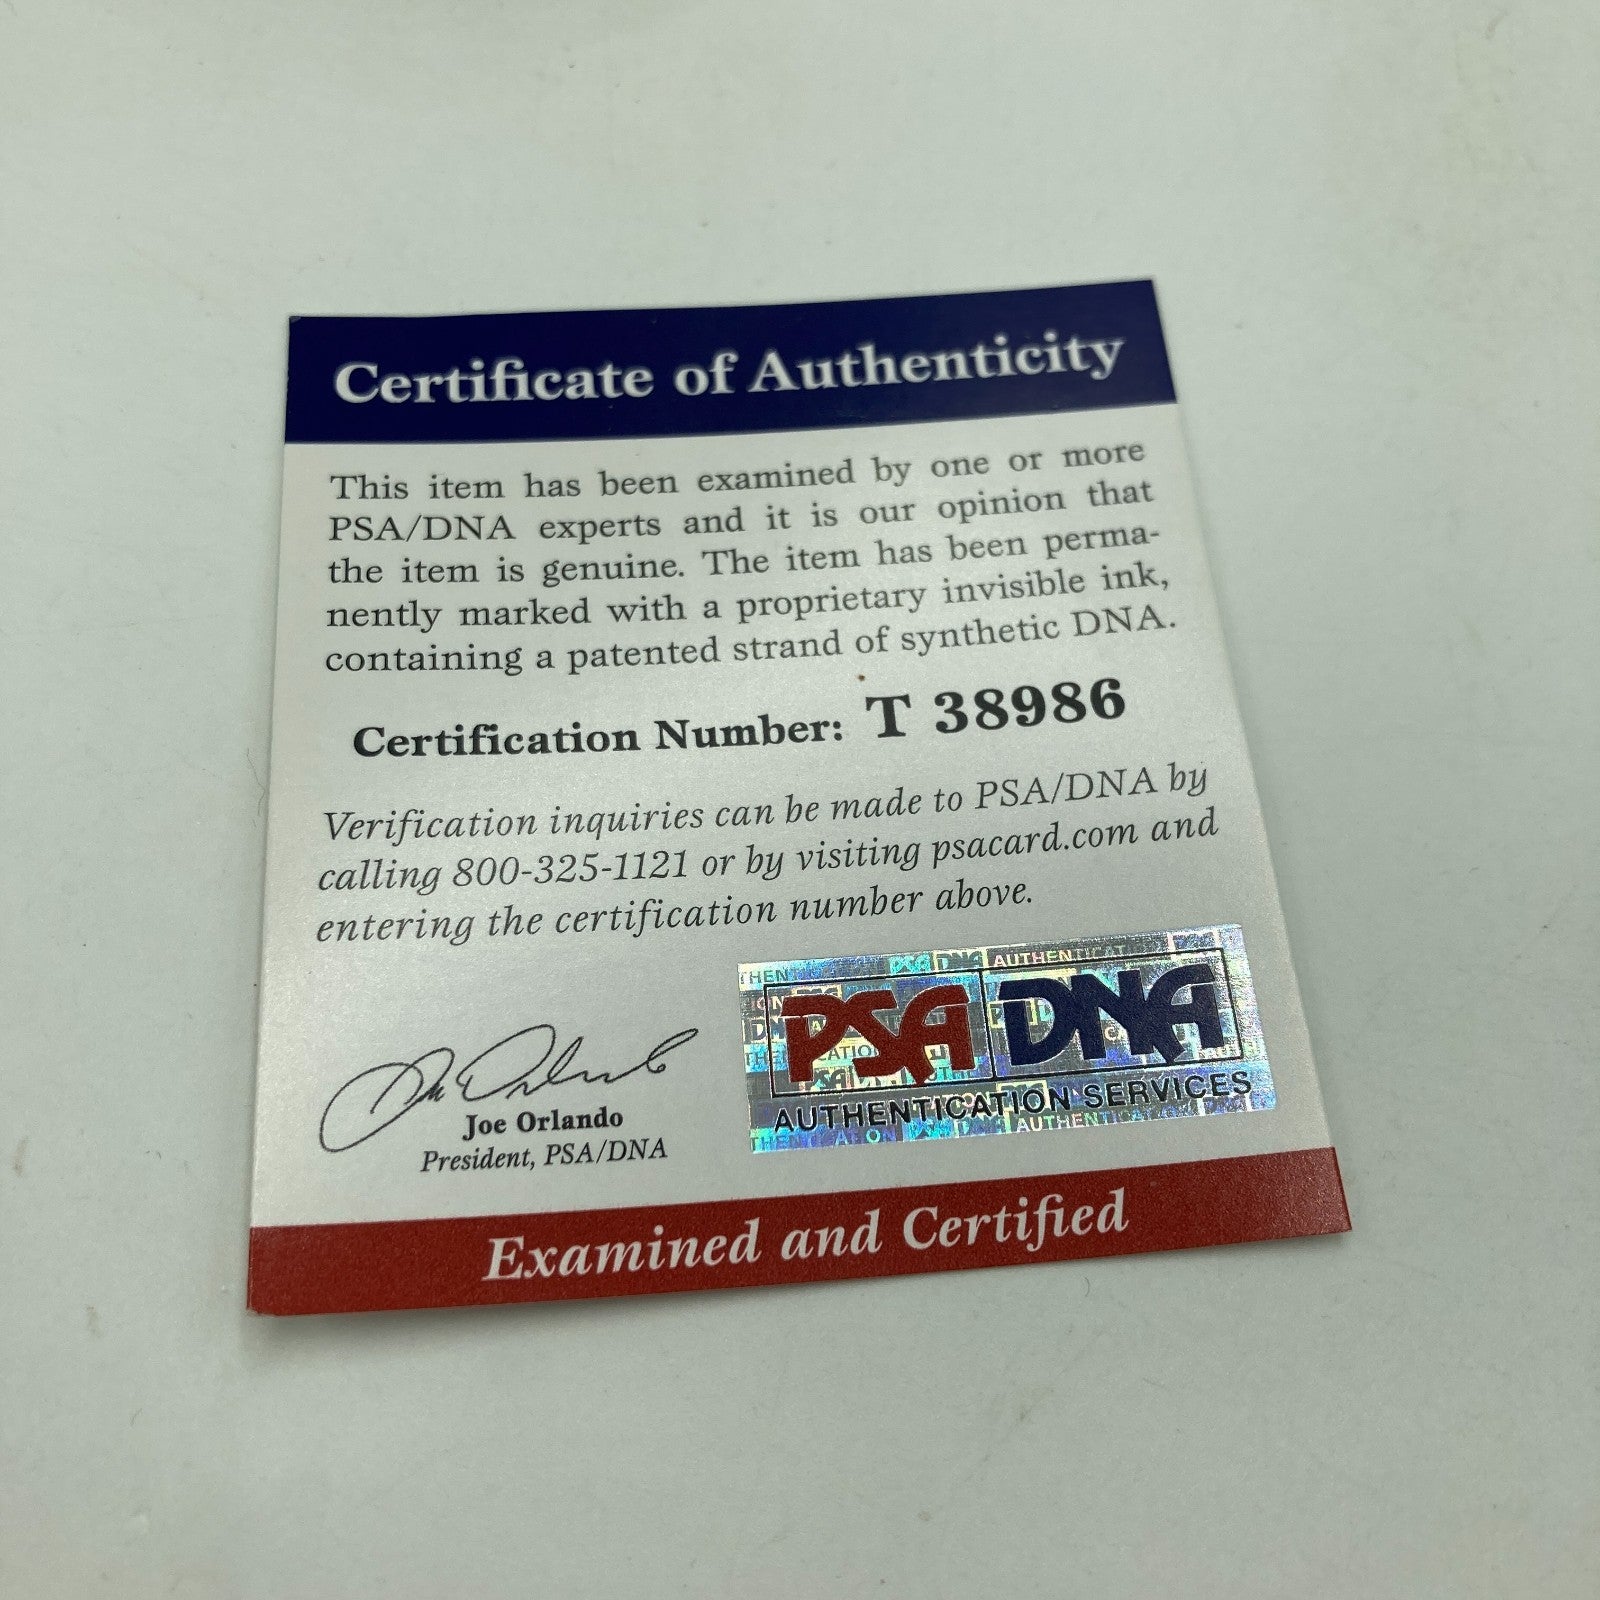 Certificate of Authenticity
This item has been examined by one or more
PSA/DNA experts and it is our opinion that
the item is genuine. The item has been perma-
nently marked with a proprietary invisible ink,
containing a patented strand of synthetic DNA.
Certification Number: T 38986
Verification inquiries can be made to PSA/DNA by
calling 800-325-1121 or by visiting psacard.com and
entering the certification number above.
PSA DNA
AUTHENTICATION SERVICES
Joe Orlando
President, PSA/DNA
Examined and Certified